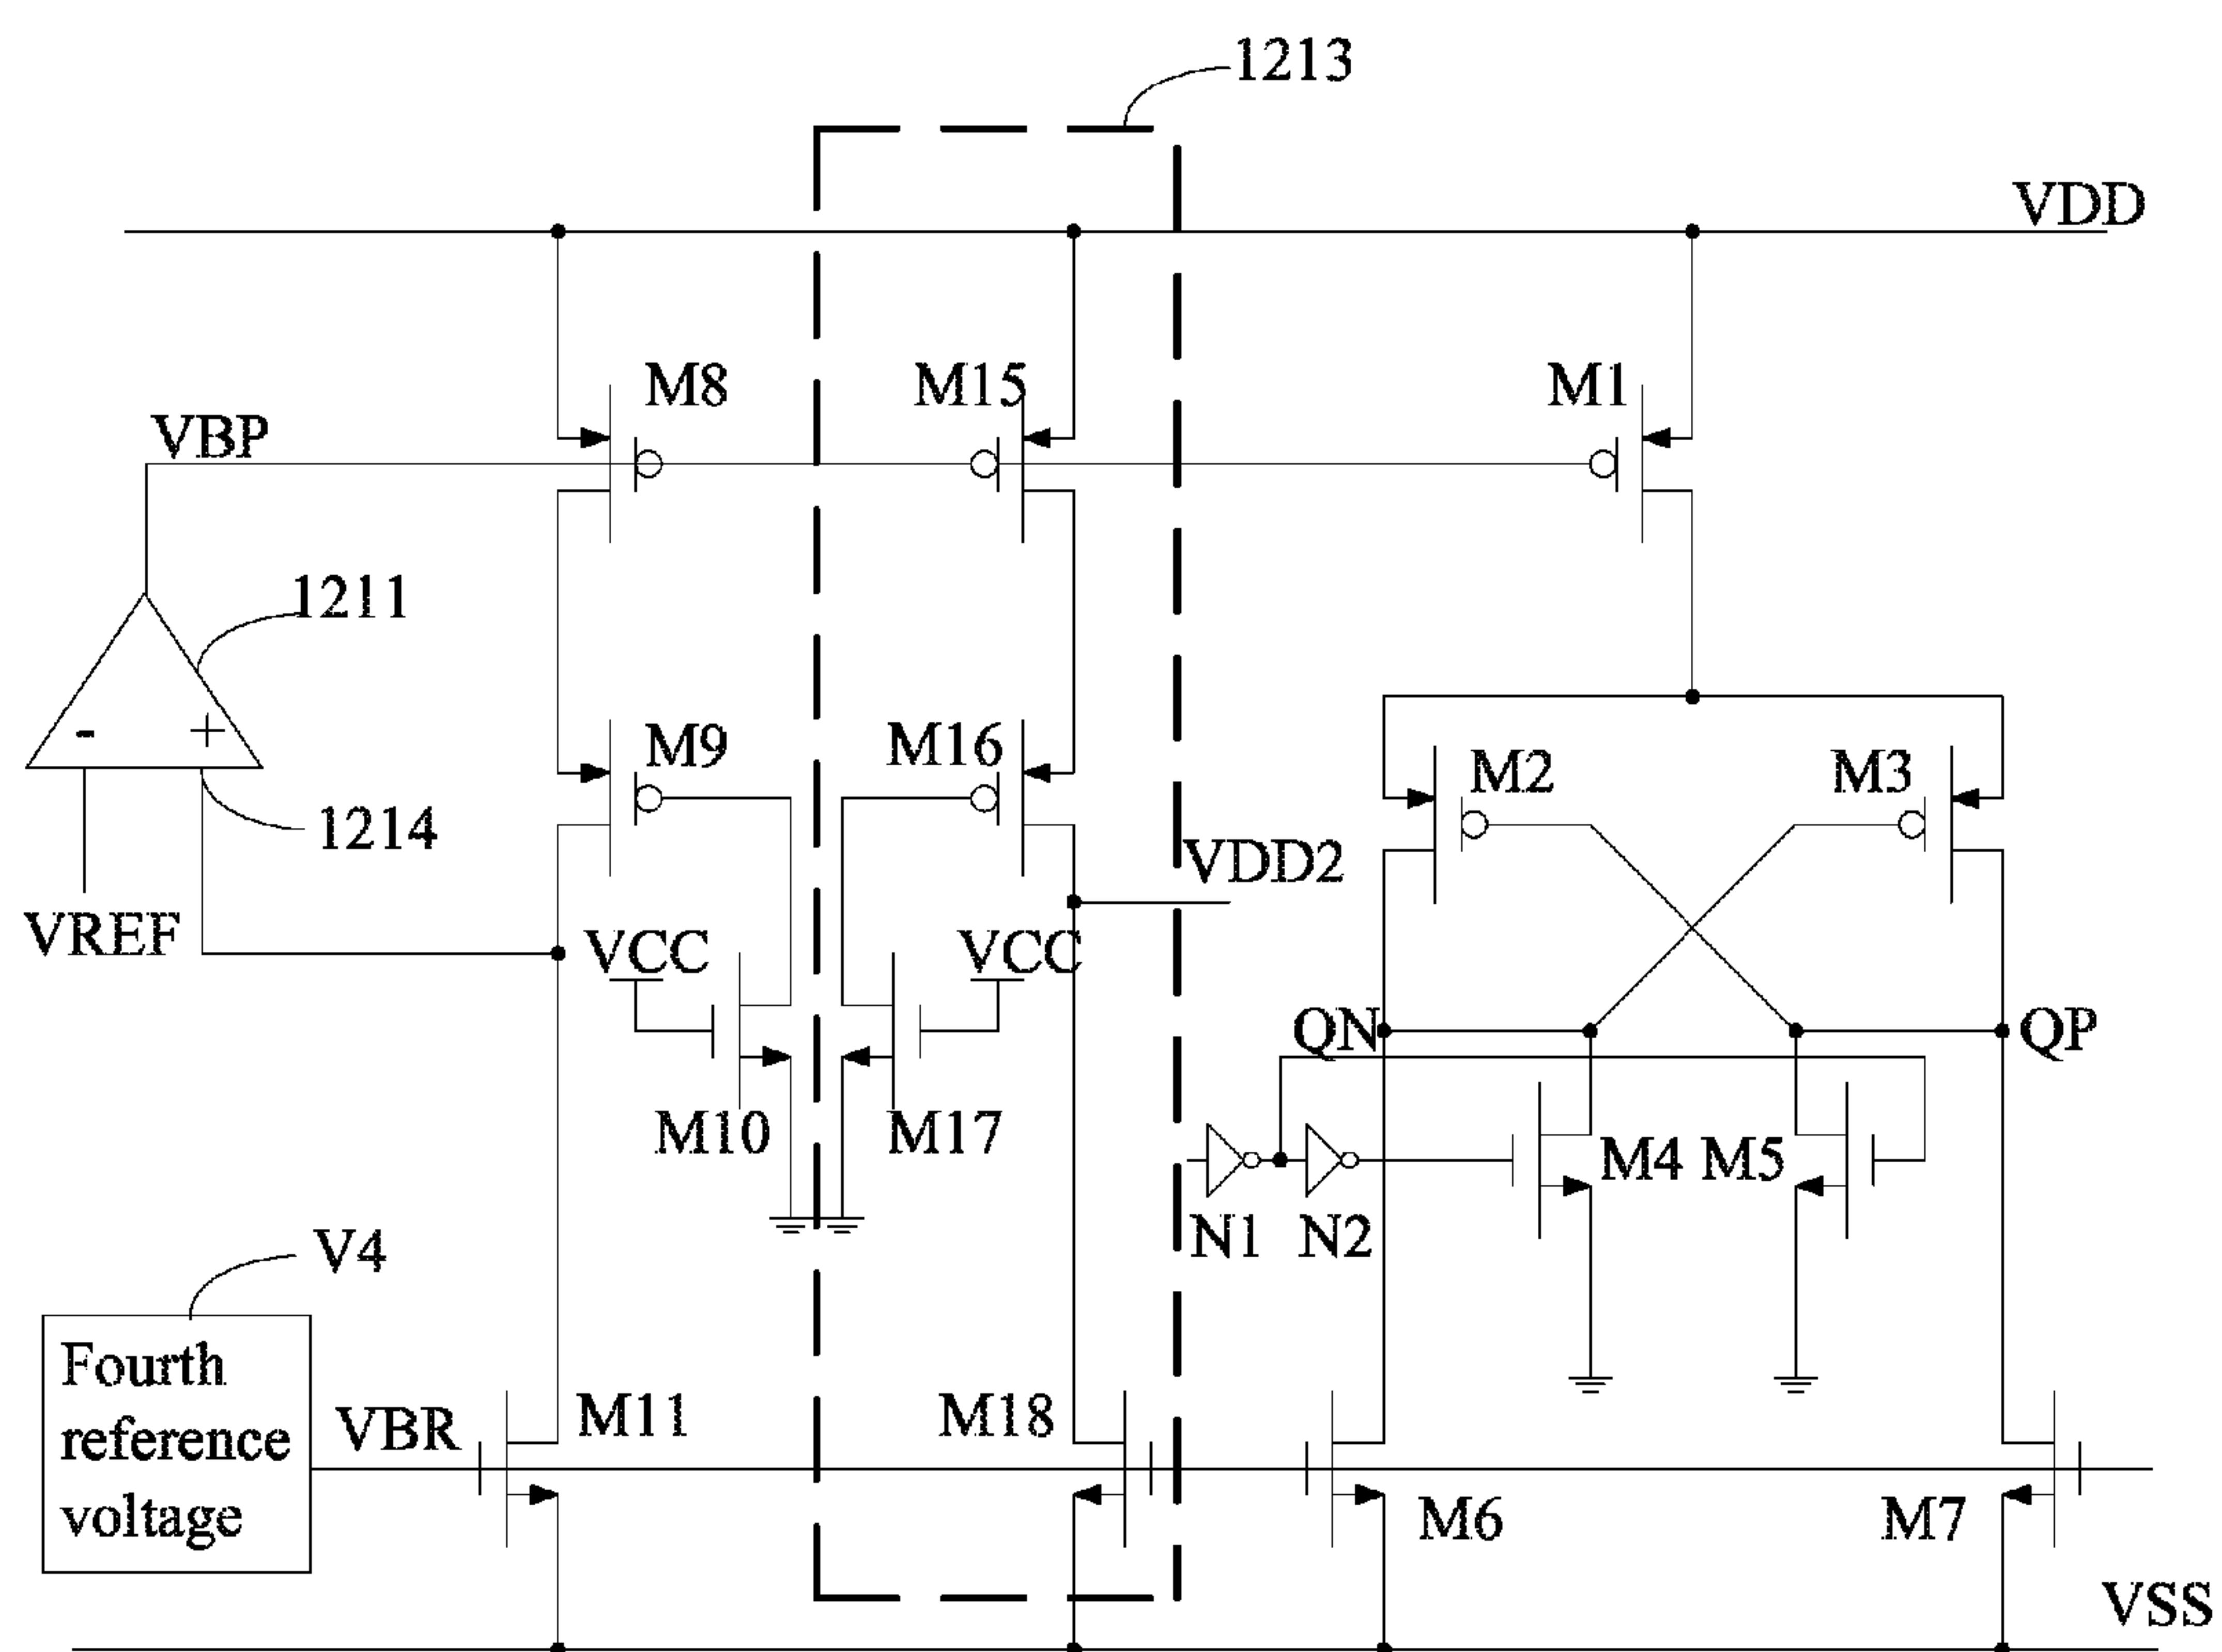 1213
VDD
M8
M15
M1
VBP
1211
- +
M9
M16
M2
M3
1214
VDD2
VREF
VCC
VCC
QN
QP
M10
M17
M4
M5
N1
N2
V4
Fourth
reference
voltage
VBR
M11
M18
M6
M7
VSS